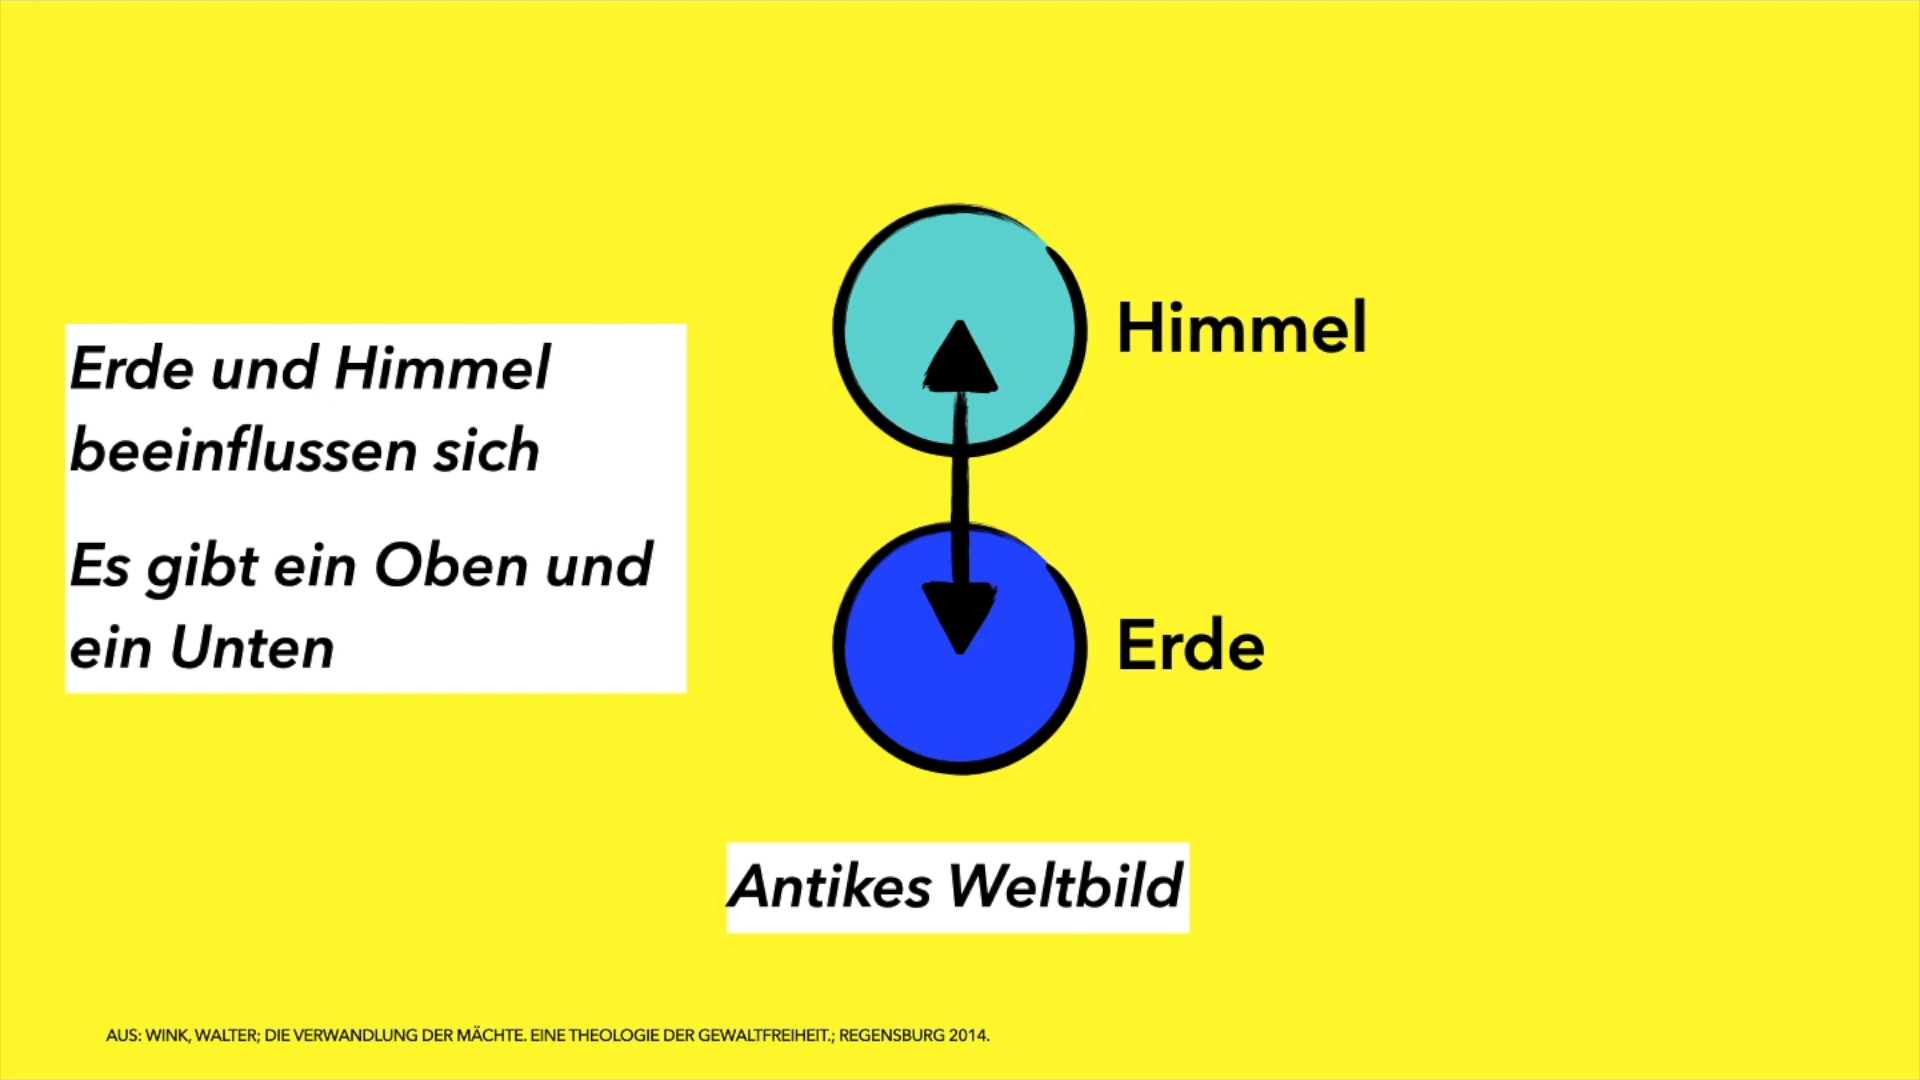 Himmel
Erde und Himmel
beeinflussen sich
Es gibt ein Oben und
ein Unten
Erde
Antikes Weltbild
AUS: WINK, WALTER; DIE VERWANDLUNG DER MÄCHTE. EINE THEOLOGIE DER GEWALTFREIHEIT.; REGENSBURG 2014.